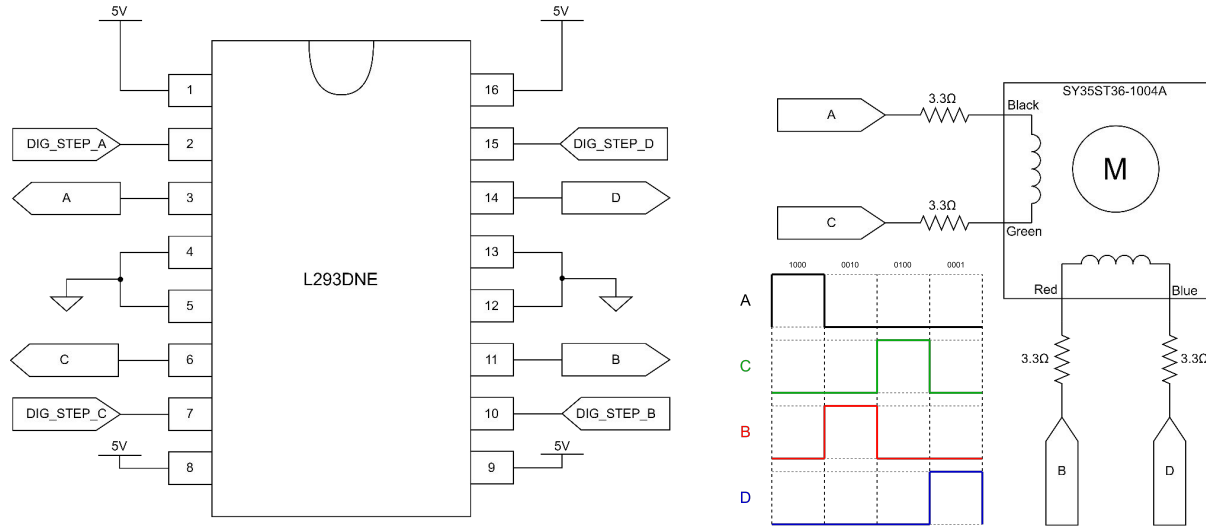 5V
5V
1
16
DIG_STEP_A
2
15
DIG_STEP_D
A
3
14
D
4
13
L293DNE
5
12
C
6
11
B
DIG_STEP_C
7
10
DIG_STEP_B
5V
8
9
5V
SY35ST36-1004A
A
3.3Ω
Black
M
C
3.3Ω
Green
Red
Blue
3.3Ω
3.3Ω
B
D
1000
0010
0100
0001
A
C
B
D